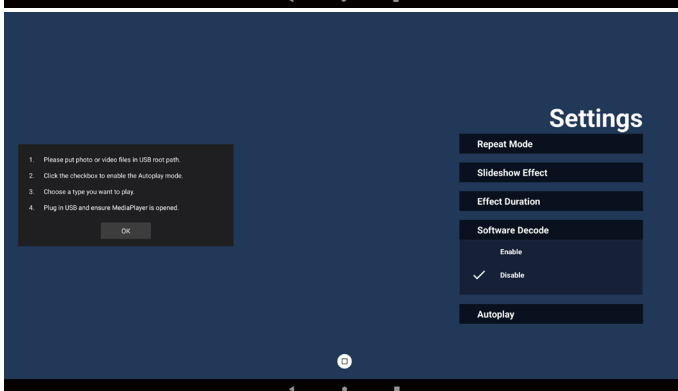 Settings
Repeat Mode
Slideshow Effect
Effect Duration
Software Decode
Enable
Disable
Autoplay
1. Please put photo or video files in USB root path.
2. Click the checkbox to enable the Autoplay mode.
3. Choose a type you want to play.
4. Plug in USB and ensure MediaPlayer is opened.
OK